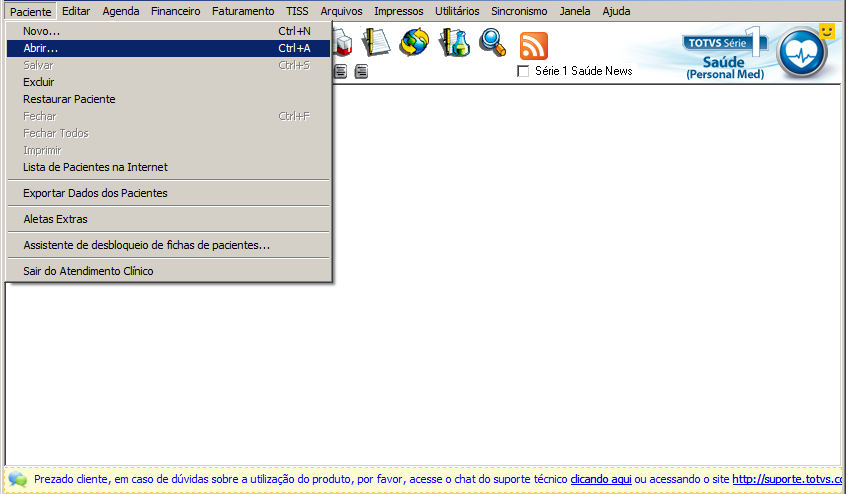 Paciente Editar Agenda Financeiro Faturamento TISS Arquivos Impressos Utilitários Sincronismo Janela Ajuda
Novo... Ctrl+N
Abrir... Ctrl+A
Salvar Ctrl+S
Excluir
Restaurar Paciente
Fechar Ctrl+F
Fechar Todos
Imprimir
Lista de Pacientes na Internet
Exportar Dados dos Pacientes
Aletas Extras
Assistente de desbloqueio de fichas de pacientes...
Sair do Atendimento Clínico
Série 1 Saúde News
TOTVS Série 1
Saúde
(Personal Med)
Prezado cliente, em caso de dúvidas sobre a utilização do produto, por favor, acesse o chat do suporte técnico clicando aqui ou acessando o site http://suporte.totvs.co